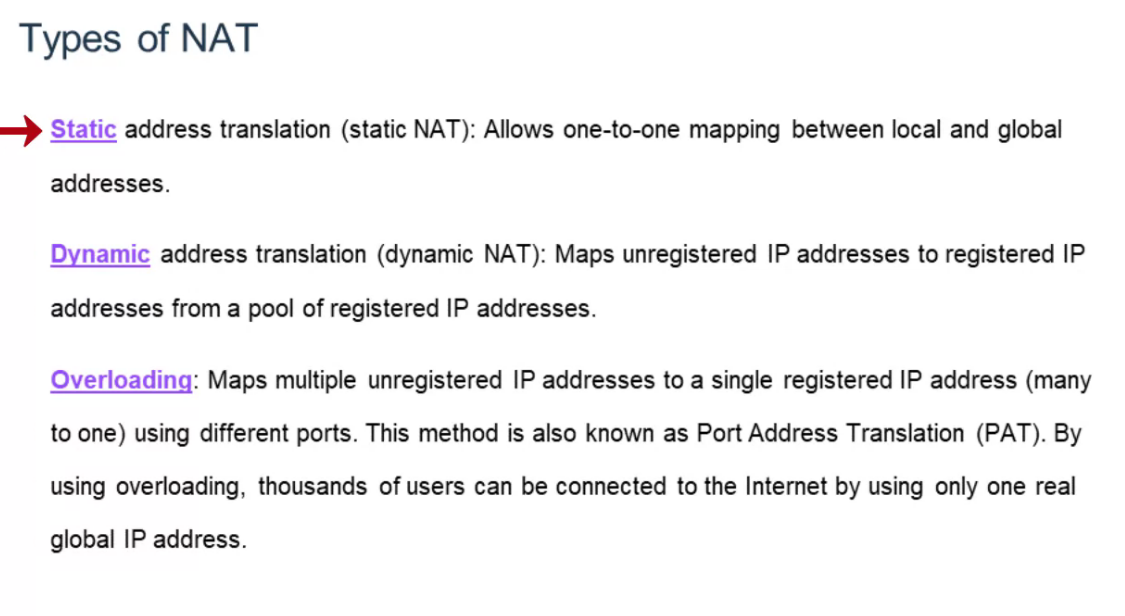 Types of NAT
Static address translation (static NAT): Allows one-to-one mapping between local and global
addresses.
Dynamic address translation (dynamic NAT): Maps unregistered IP addresses to registered IP
addresses from a pool of registered IP addresses.
Overloading: Maps multiple unregistered IP addresses to a single registered IP address (many
to one) using different ports. This method is also known as Port Address Translation (PAT). By
using overloading, thousands of users can be connected to the Internet by using only one real
global IP address.